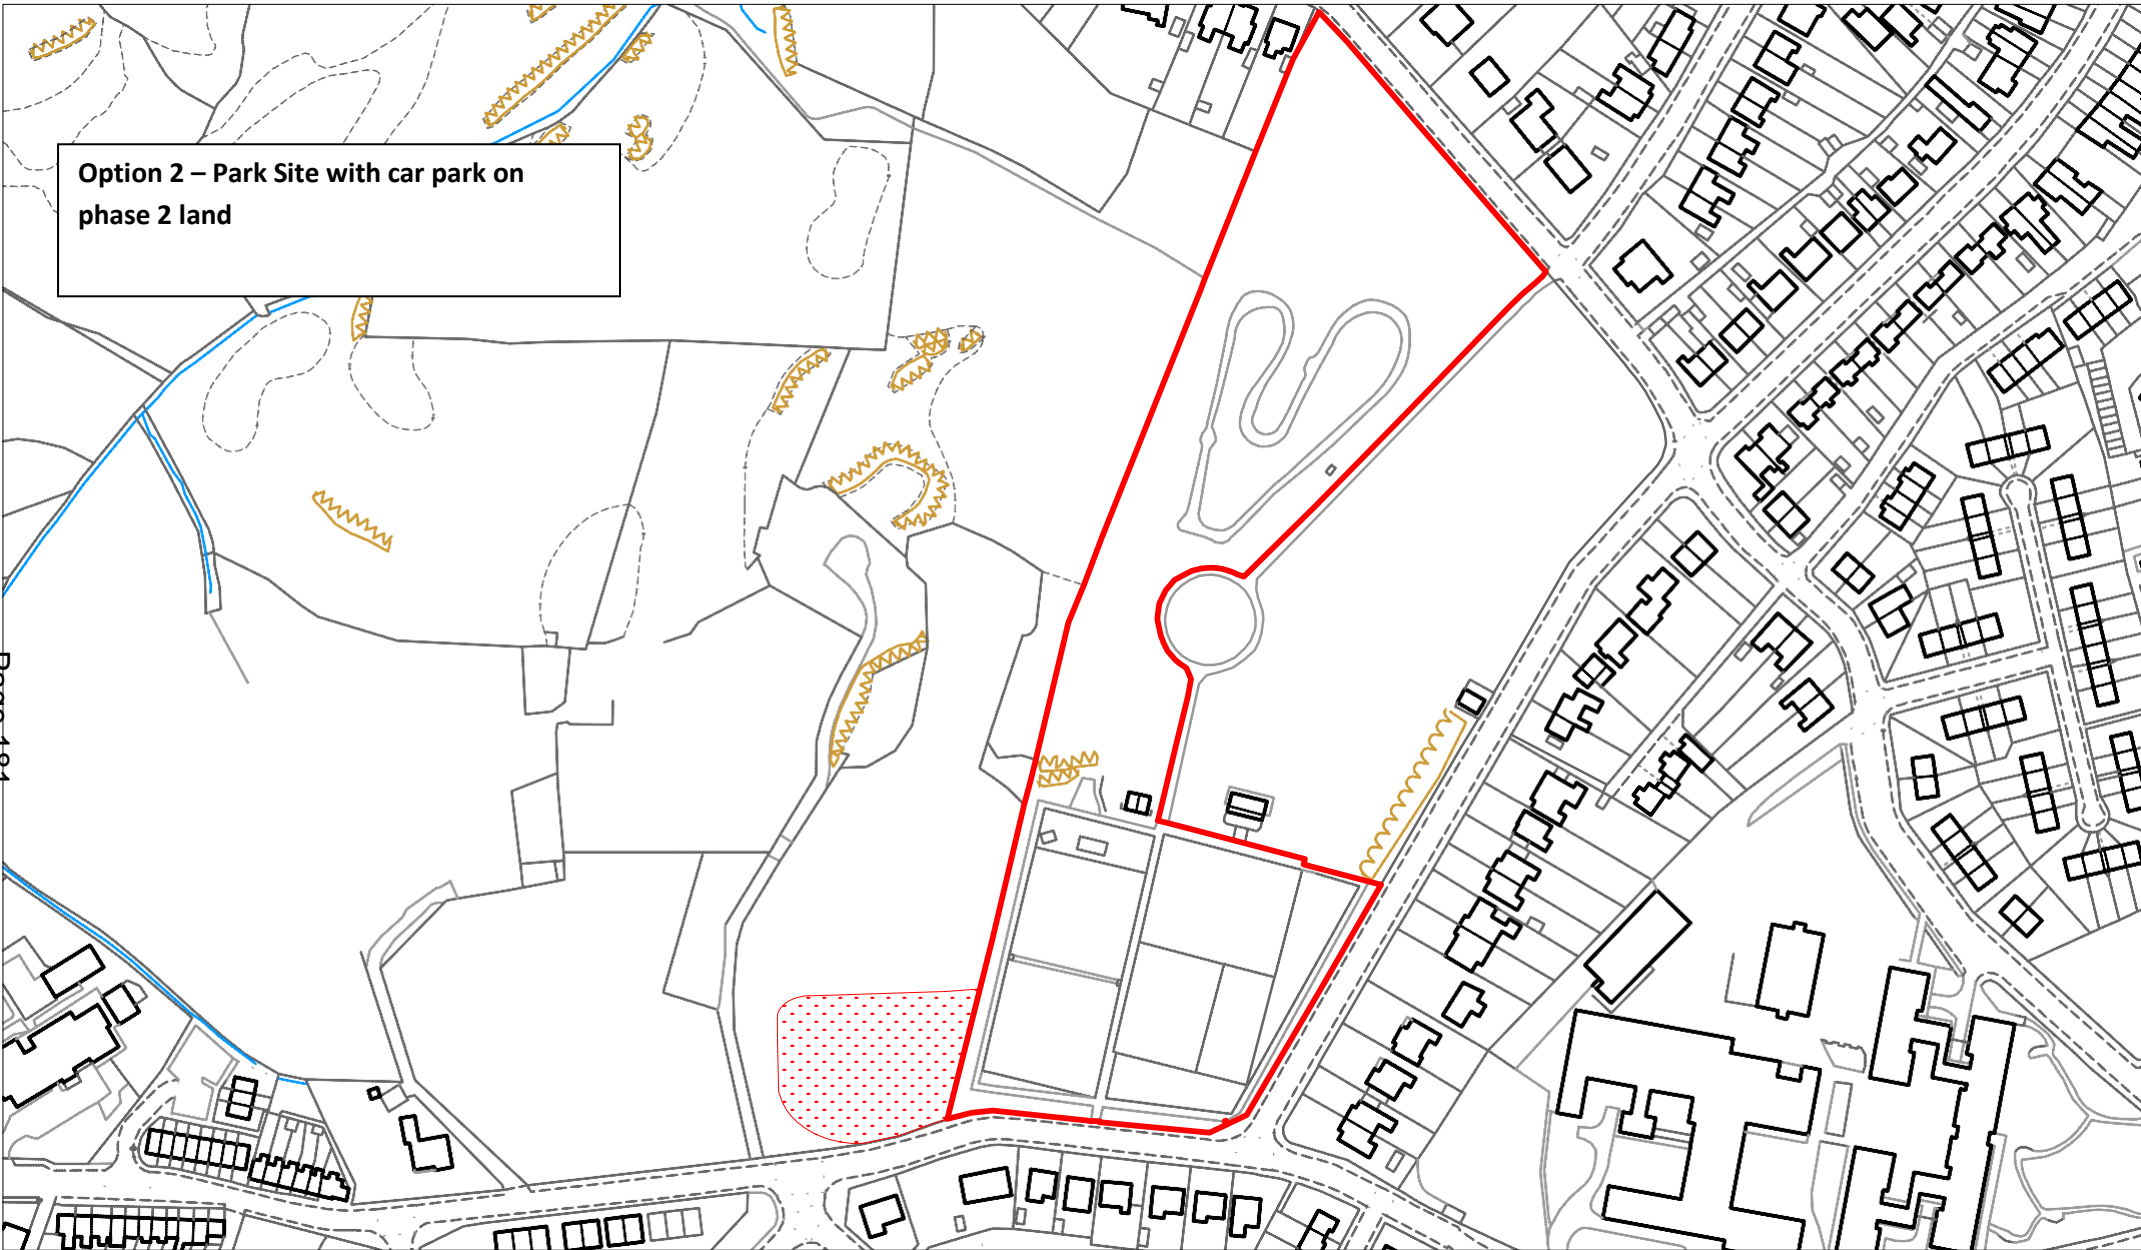 Option 2 – Park Site with car park on
phase 2 land